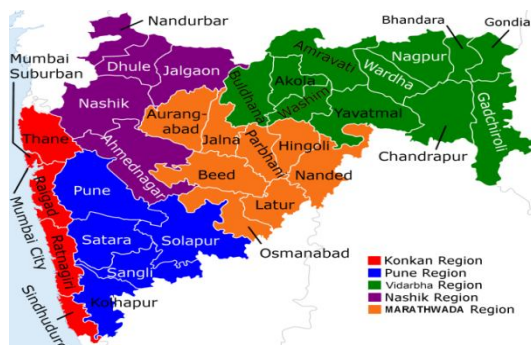 Nandurbar
Bhandara
Gondia
Mumbai
Suburban
Dhule
Jalgaon
Nagpur
Amravati
Wardha
Buldhana
Akola
Washim
Nashik
Yavatmal
Gadchiroli
Aurang-
abad
Jalna
Parbhani
Hingoli
Thane
Ahmednagar
Chandrapur
Beed
Nanded
Pune
Raigad
Mumbai City
Latur
Satara
Solapur
Osmanabad
Ratnagiri
Sangli
Kolhapur
Sindhudurg
Konkan Region
Pune Region
Vidarbha Region
Nashik Region
MARATHWADA Region